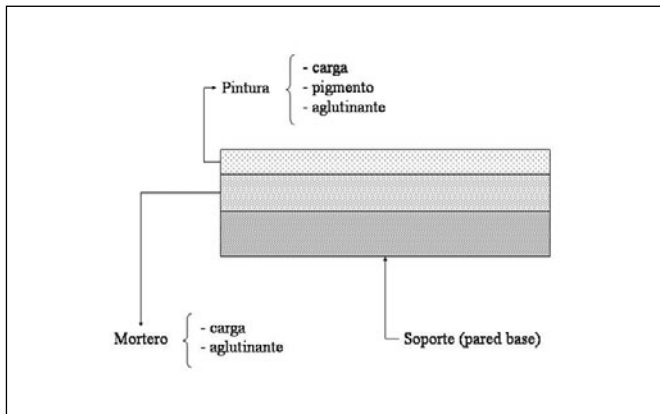 - carga
Pintura
- pigmento
- aglutinante
- carga
Mortero
- aglutinante
Soporte (pared base)